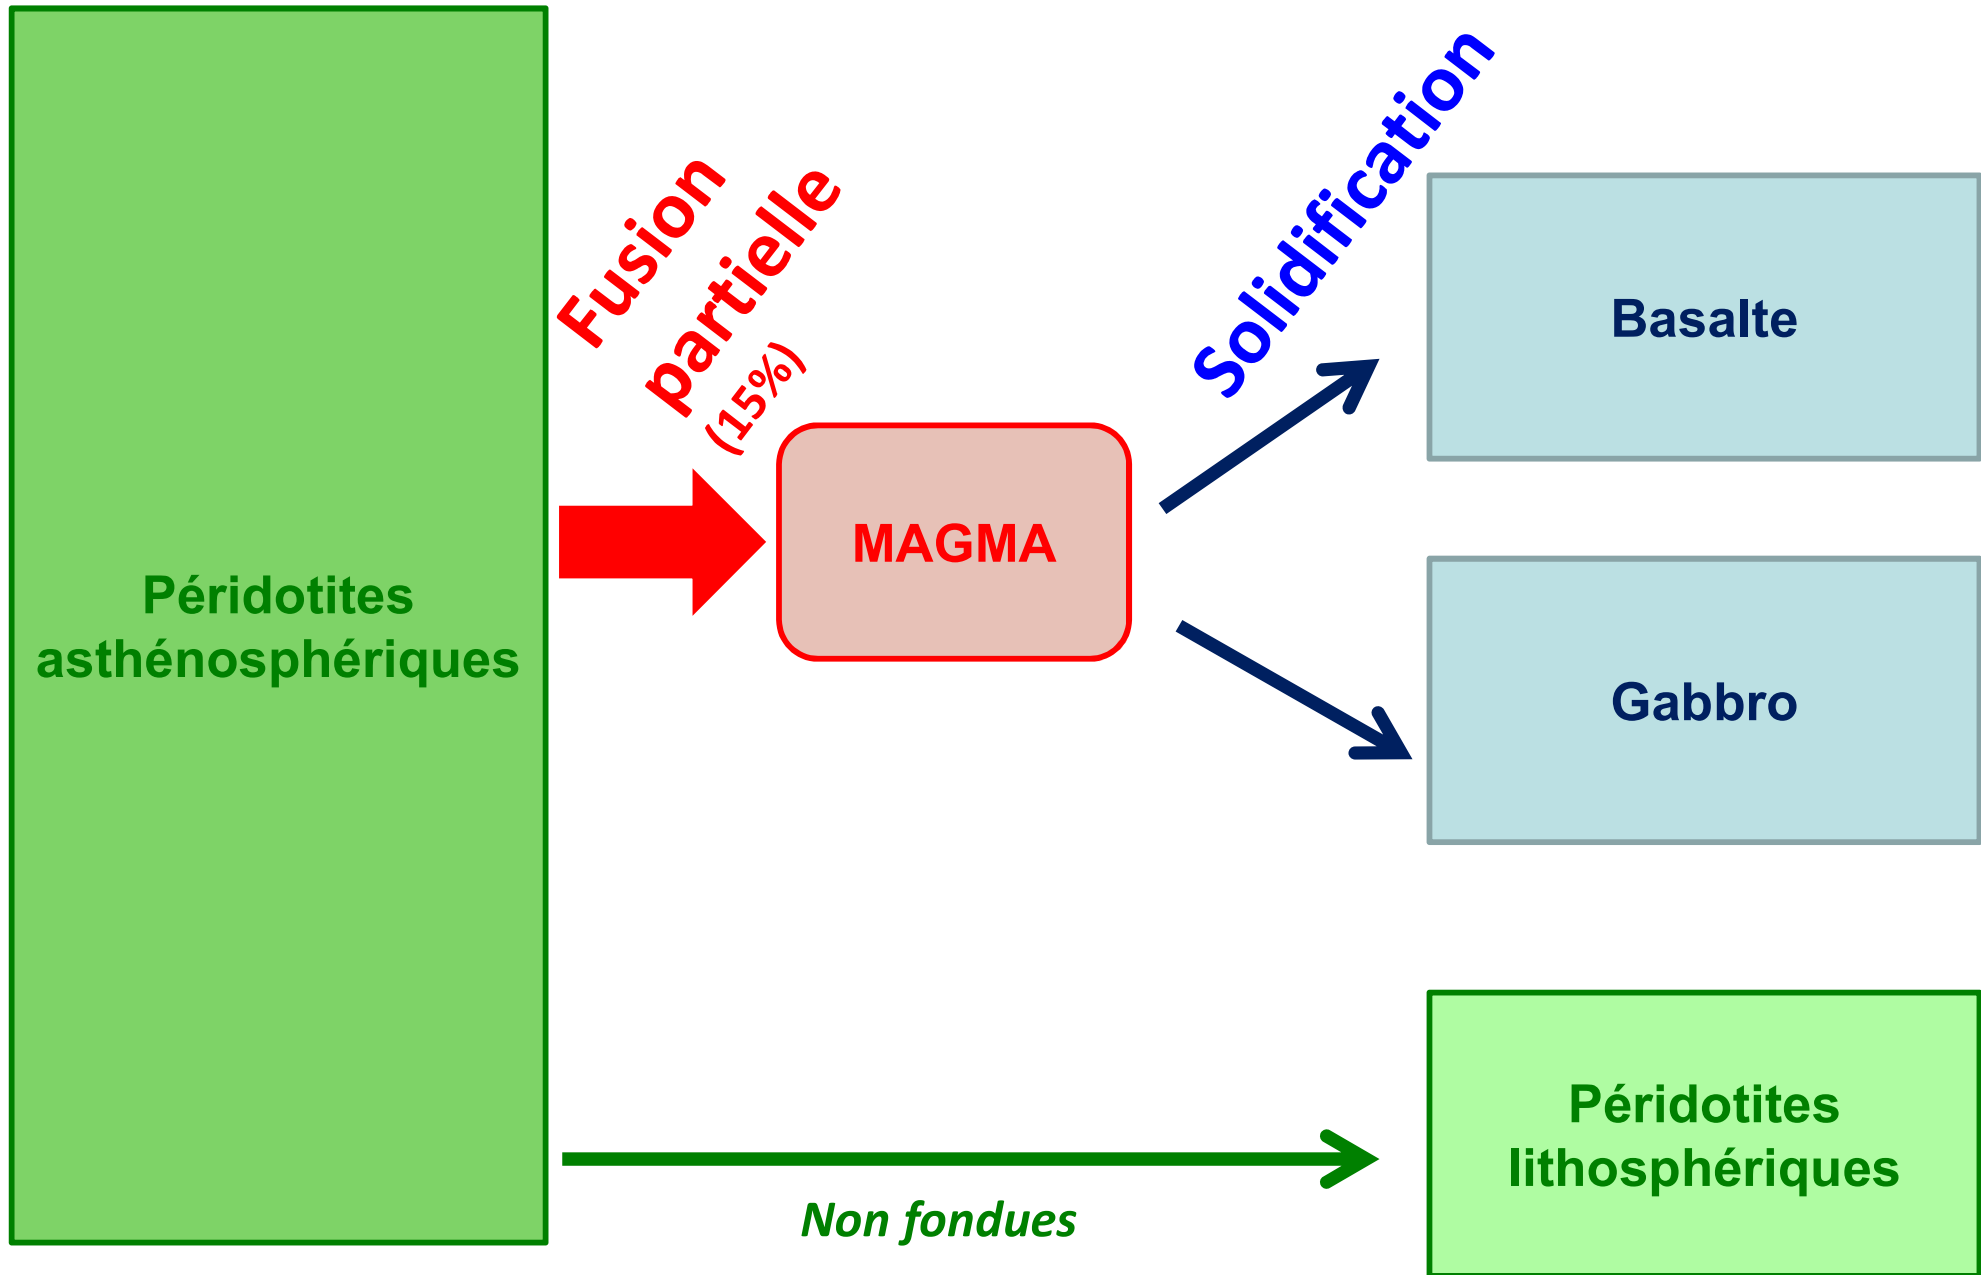 Péridotites
asthénosphériques
Fusion
partielle
(15%)
MAGMA
Solidification
Basalte
Gabbro
Non fondues
Péridotites
lithosphériques